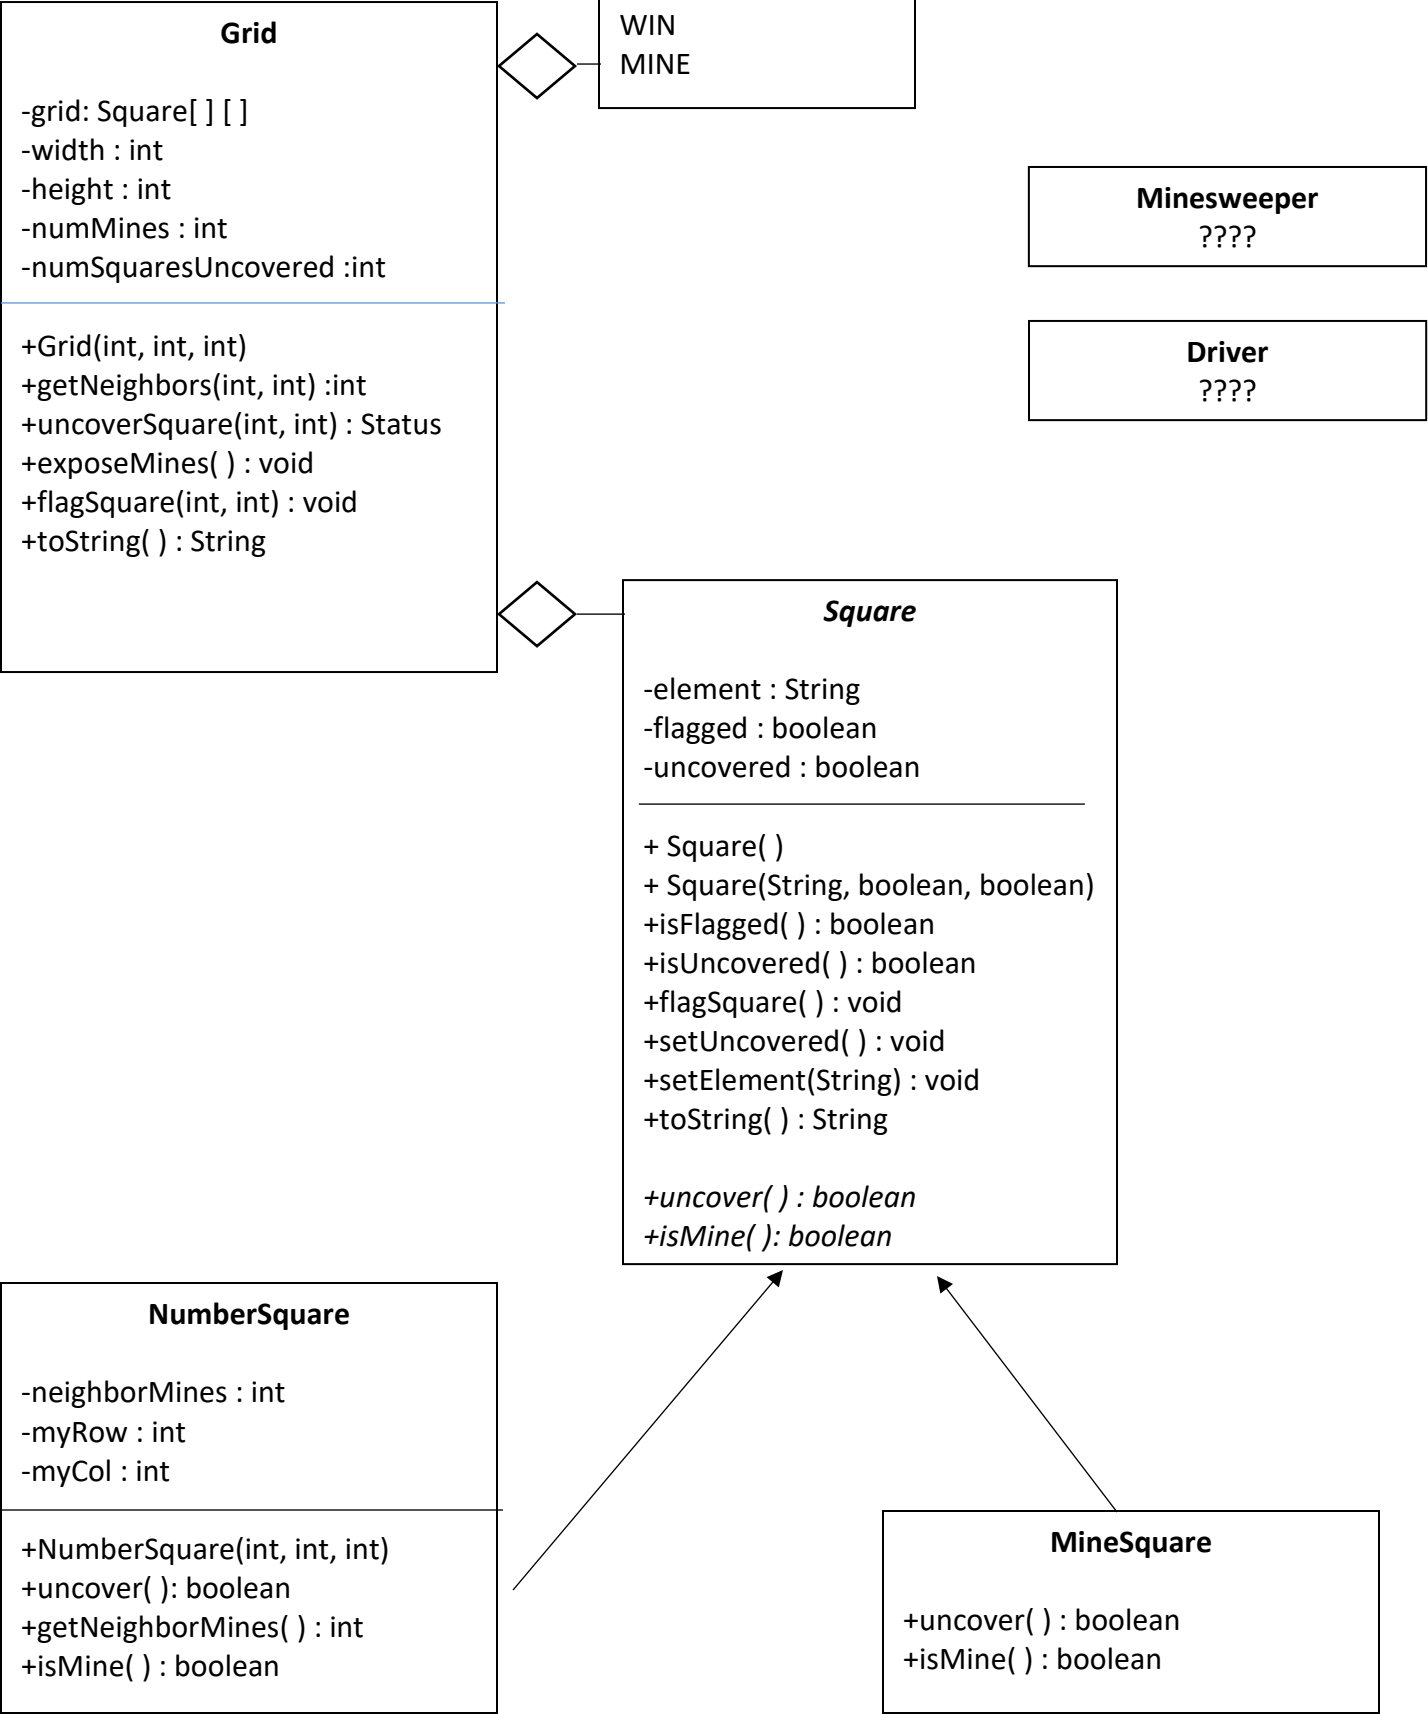 Grid
-grid: Square[ ] [ ]
-width : int
-height : int
-numMines : int
-numSquaresUncovered :int
+Grid(int, int, int)
+getNeighbors(int, int) :int
+uncoverSquare(int, int) : Status
+exposeMines( ) : void
+flagSquare(int, int) : void
+toString( ) : String
WIN
MINE
Minesweeper
????
Driver
????
Square
-element : String
-flagged : boolean
-uncovered : boolean
+ Square( )
+ Square(String, boolean, boolean)
+isFlagged( ) : boolean
+isUncovered( ) : boolean
+flagSquare( ) : void
+setUncovered( ) : void
+setElement(String) : void
+toString( ) : String
+uncover( ) : boolean
+isMine( ): boolean
NumberSquare
-neighborMines : int
-myRow : int
-myCol : int
+NumberSquare(int, int, int)
+uncover( ): boolean
+getNeighborMines( ) : int
+isMine( ) : boolean
MineSquare
+uncover( ) : boolean
+isMine( ) : boolean